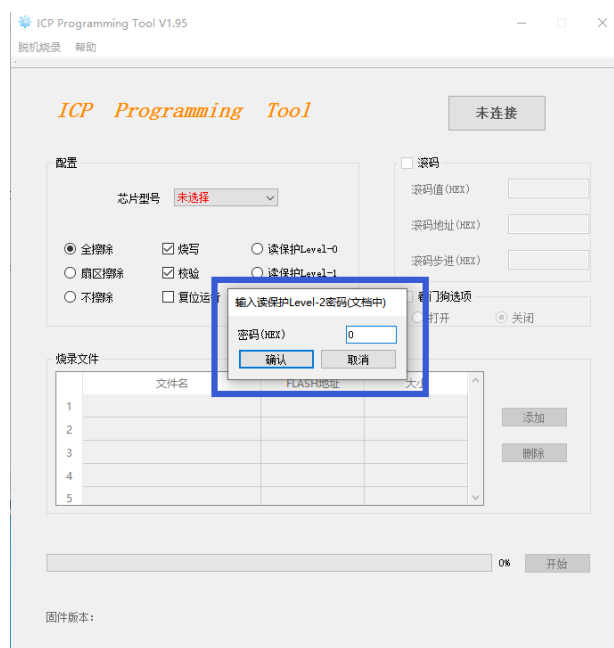 ICP Programming Tool V1.95
脱机烧录 帮助
ICP Programming Tool
未连接
配置
芯片型号 未选择
全擦除 烧写 读保护Level-0
扇区擦除 校验 读保护Level-1
不擦除 复位运行
滚码
滚码值(HEX)
滚码地址(HEX)
滚码步进(HEX)
看门狗选项
打开 关闭
输入读保护Level-2密码(文档中)
密码(HEX) 0
确认 取消
烧录文件
文件名 FLASH地址 大小
1
2
3
4
5
添加
删除
0% 开始
固件版本: